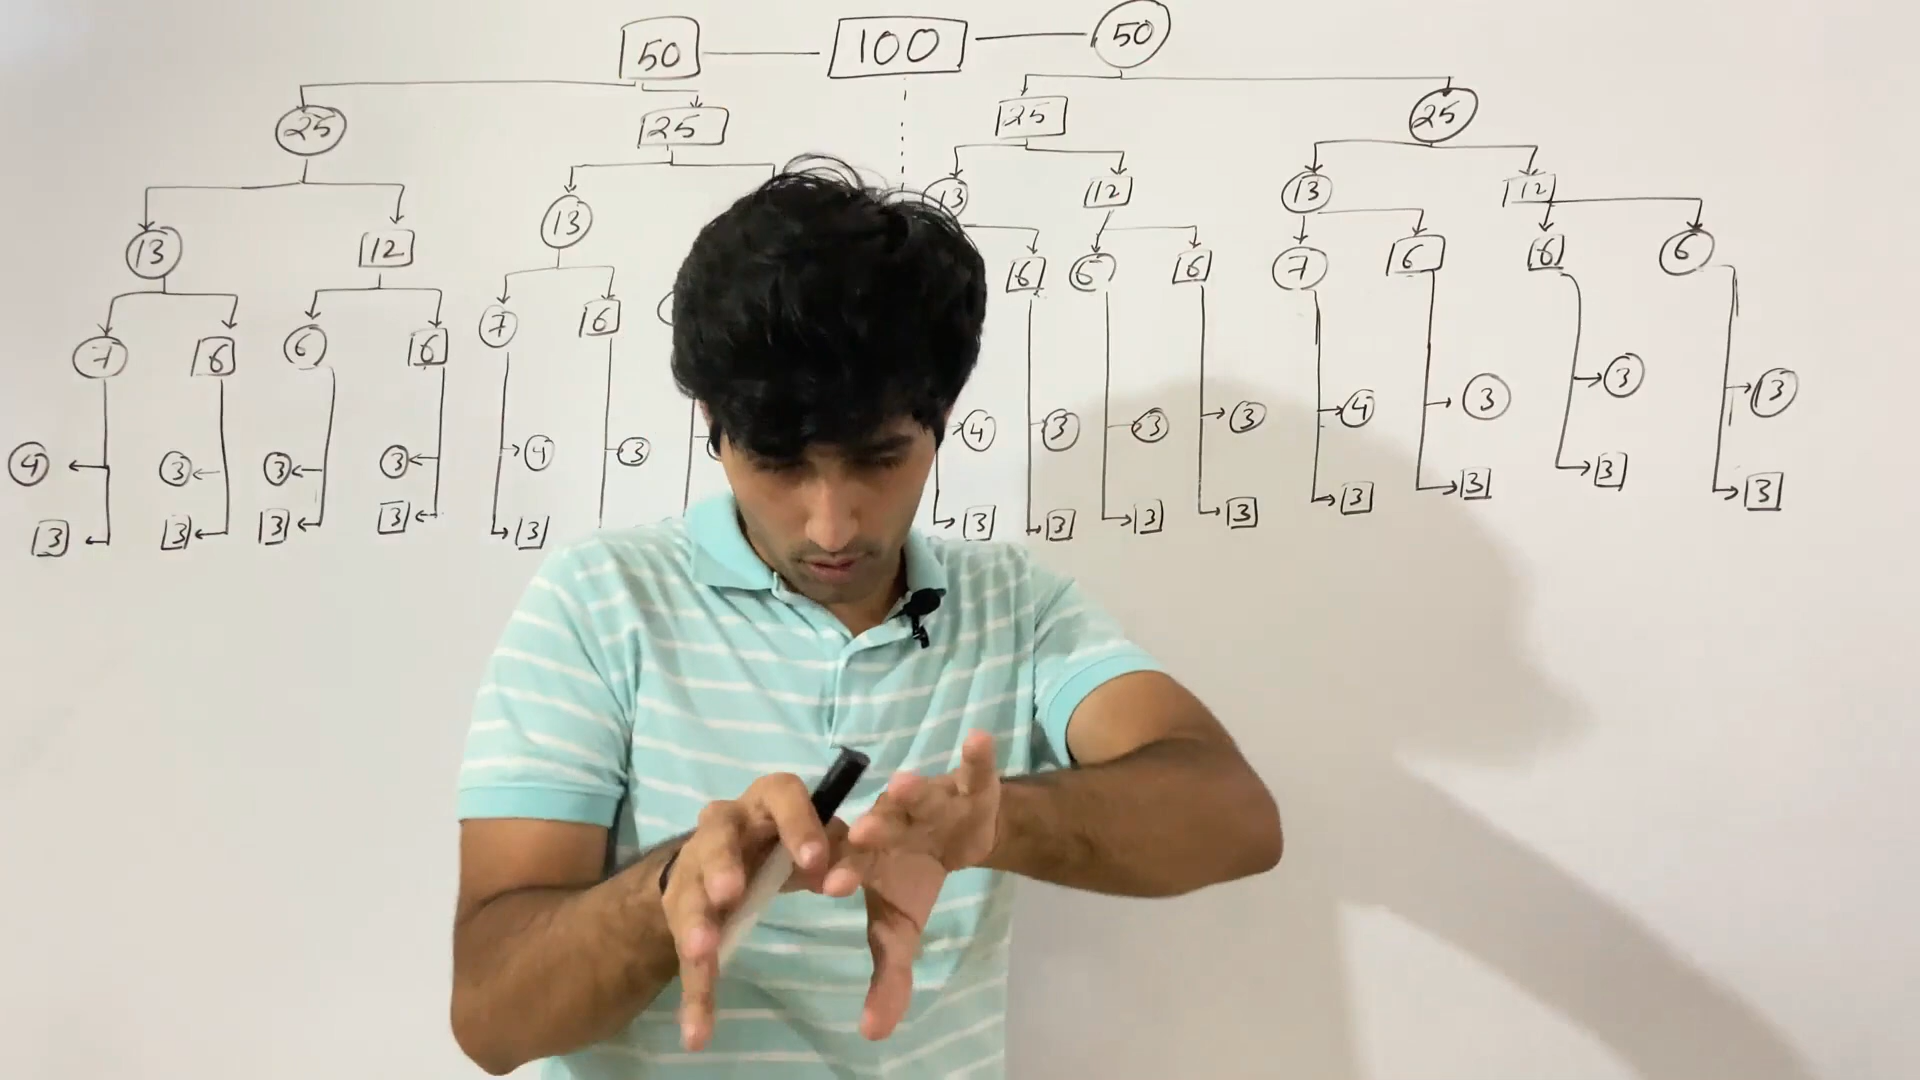 50 100 50
25 25 25 25
13 12 13 13 12 13 12
7 6 6 6 7 6 6 6 6 7 6 6 6
4 3 3 3 4 3 4 3 3 3 4 3 3 3
3 3 3 3 3 3 3 3 3 3 3 3 3